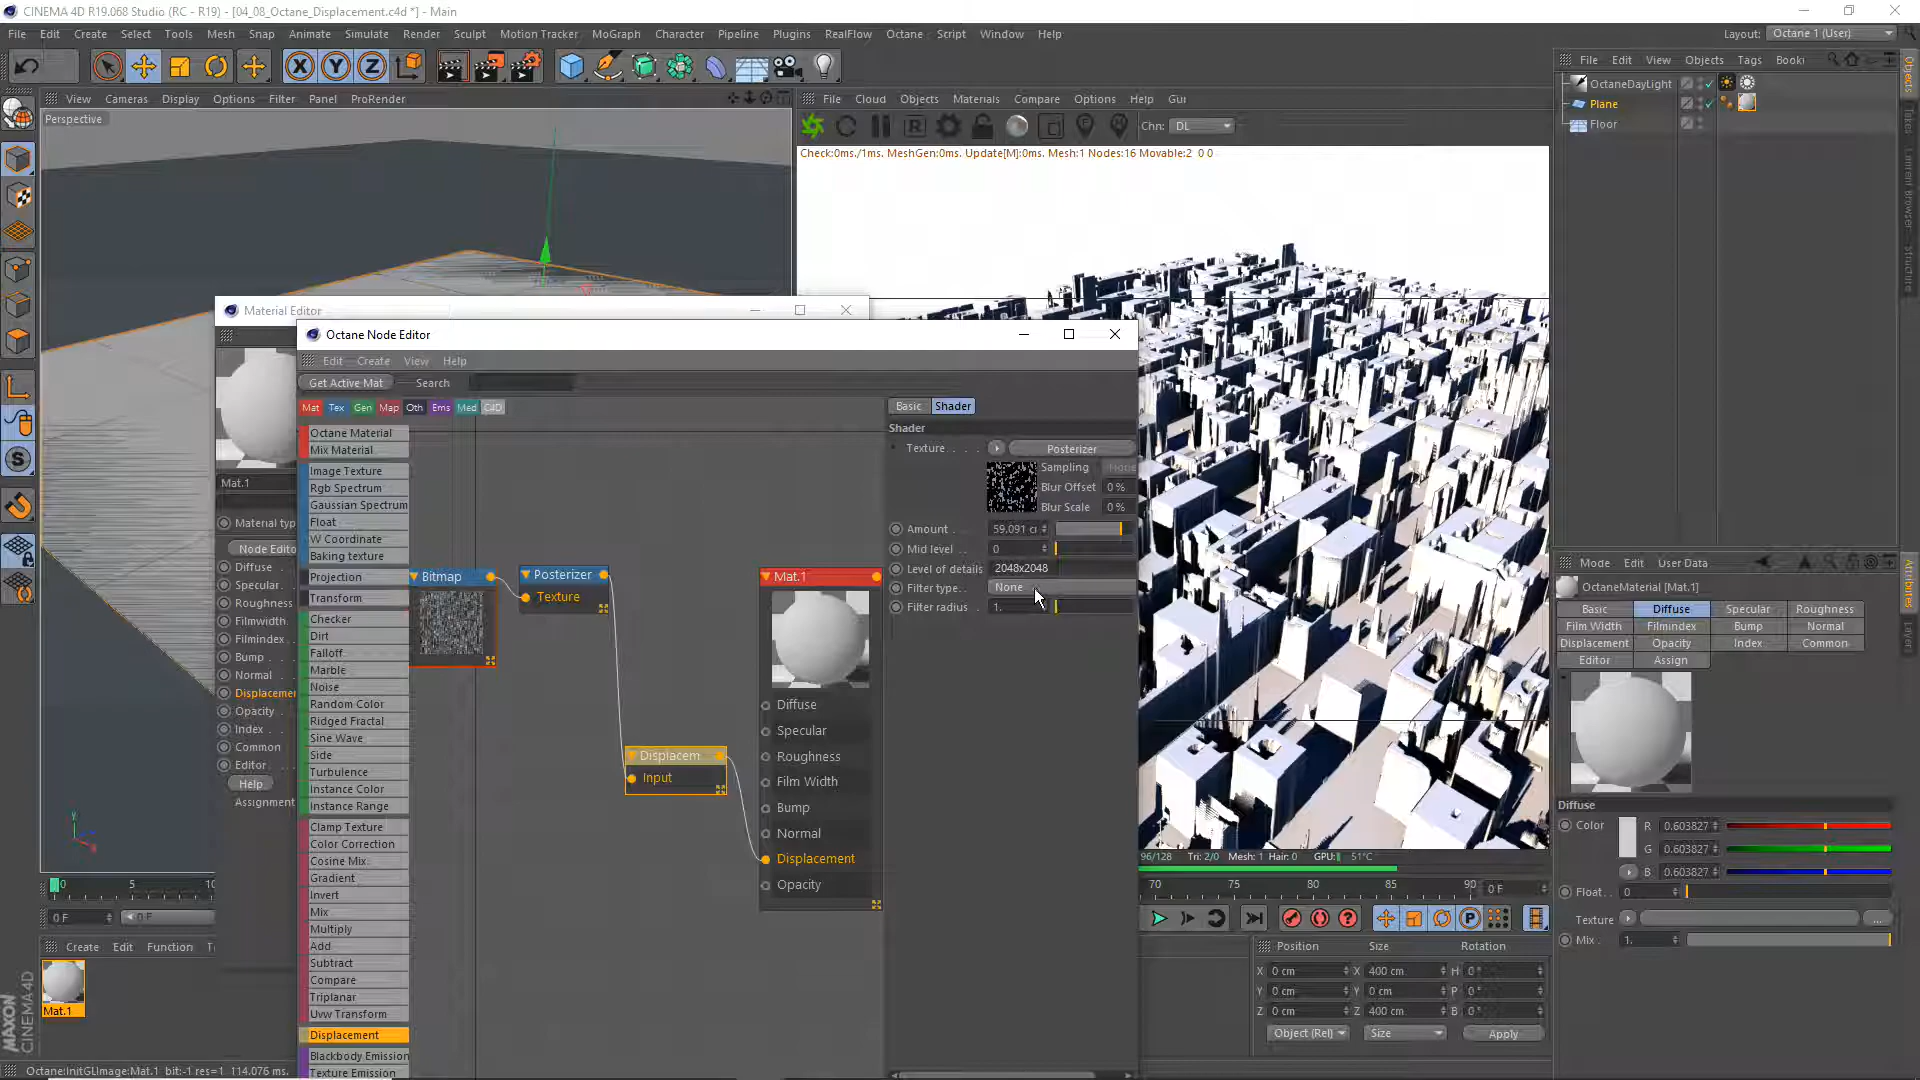 CINEMA 4D R19.068 Studio (RC - R19) - [04_08_Octane_Displacement.c4d *] - Main
File Edit Create Select Tools Mesh Snap Animate Simulate Render Sculpt Motion Tracker MoGraph Character Pipeline Plugins RealFlow Octane Script Window Help
Layout: Octane 1 (User)
View Cameras Display Options Filter Panel ProRender
Perspective
File Cloud Objects Materials Compare Options Help Gui
Chn: DL
Check:0ms./1ms. MeshGen:0ms. Update[M]:0ms. Mesh:1 Nodes:16 Movable:2 0 0
File Edit View Objects Tags Book
OctaneDayLight
Plane
Floor
Objects
Takes
Content Browser
Structure
Material Editor
Mat.1
Material typ
Node Edito
Diffuse
Specular
Roughness
Filmwidth
Filmindex
Bump
Normal
Displacemen
Opacity
Index
Common
Editor
Help
Assignment
Octane Node Editor
Edit Create View Help
Get Active Mat Search
Mat Tex Gen Map Oth Ems Med C4D
Octane Material
Mix Material
Image Texture
Rgb Spectrum
Gaussian Spectrum
Float
W Coordinate
Baking texture
Projection
Transform
Checker
Dirt
Falloff
Marble
Noise
Random Color
Ridged Fractal
Sine Wave
Side
Turbulence
Instance Color
Instance Range
Clamp Texture
Color Correction
Cosine Mix
Gradient
Invert
Mix
Multiply
Add
Subtract
Compare
Triplanar
Uvw Transform
Displacement
Blackbody Emission
Texture Emission
Bitmap
Posterizer
Texture
Displacem
Input
Mat.1
Diffuse
Specular
Roughness
Film Width
Bump
Normal
Displacement
Opacity
Basic Shader
Shader
Texture Posterizer
Sampling None
Blur Offset 0 %
Blur Scale 0 %
Amount 59.091 c
Mid level 0
Level of details 2048x2048
Filter type None
Filter radius 1.
96/128 Tri: 2/0 Mesh: 1 Hair: 0 GPU: 51°C
0 5 10
70 75 80 85 90 0 F
0 F 0 F
Create Edit Function T
Mat.1
MAXON
CINEMA 4D
Position Size Rotation
X 0 cm X 400 cm H 0 °
Y 0 cm Y 0 cm P 0 °
Z 0 cm Z 400 cm B 0 °
Object (Rel) Size Apply
Mode Edit User Data
OctaneMaterial [Mat.1]
Basic Diffuse Specular Roughness
Film Width Filmindex Bump Normal
Displacement Opacity Index Common
Editor Assign
Attributes
Layer
Diffuse
Color R 0.603827
G 0.603827
B 0.603827
Float 0
Texture ...
Mix 1.
Octane:InitGLImage:Mat.1 bit:-1 res=1 114.076 ms.